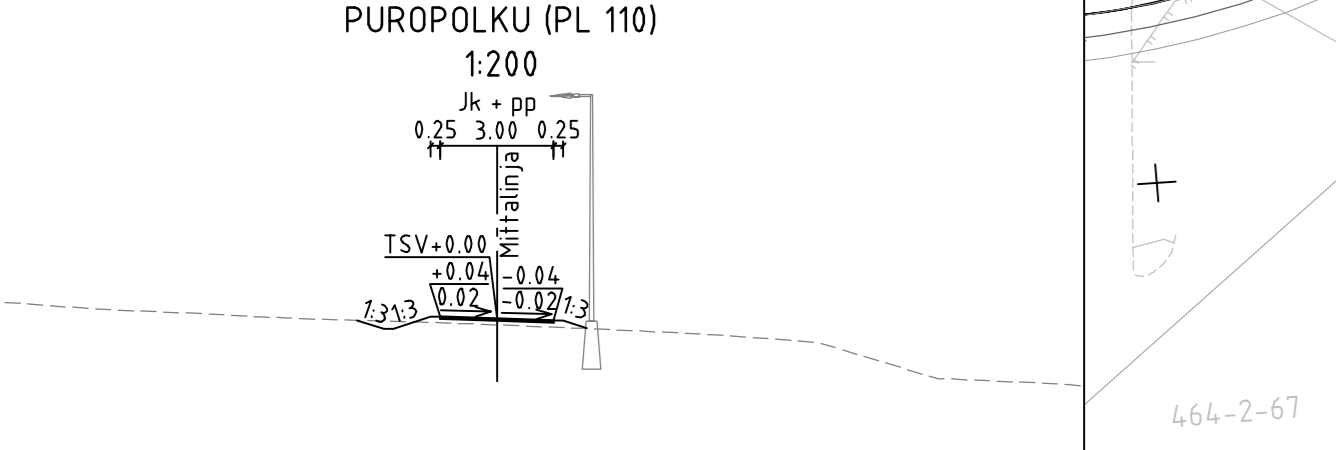 PUROPOLKU (PL 110)
1:200
Jk + pp
0.25 3.00 0.25
Mittalinja
TSV+0.00
+0.04 -0.04
0.02 -0.02
1:3 1:3 1:3
464-2-67